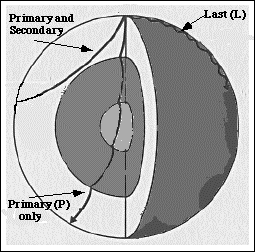 Primary and
Secondary
Last (L)
Primary (P)
only